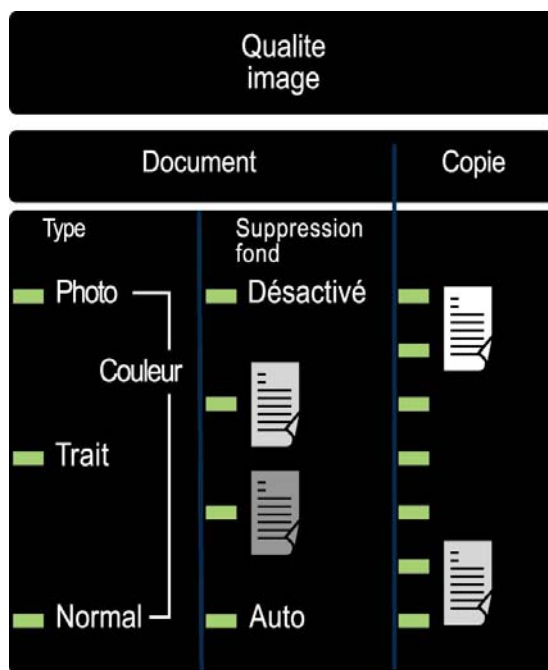 Qualite
image
Document
Copie
Type
Suppression
fond
Photo
Désactivé
Couleur
Trait
Normal
Auto